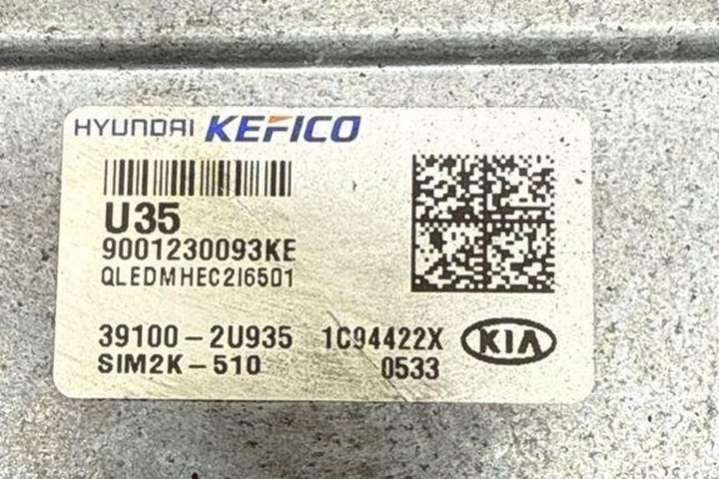 HYUNDAI KEFICO
U35
9001230093KE
QLEDMHEC2I6501
39100-2U935 1C94422X KIA
SIM2K-510 0533